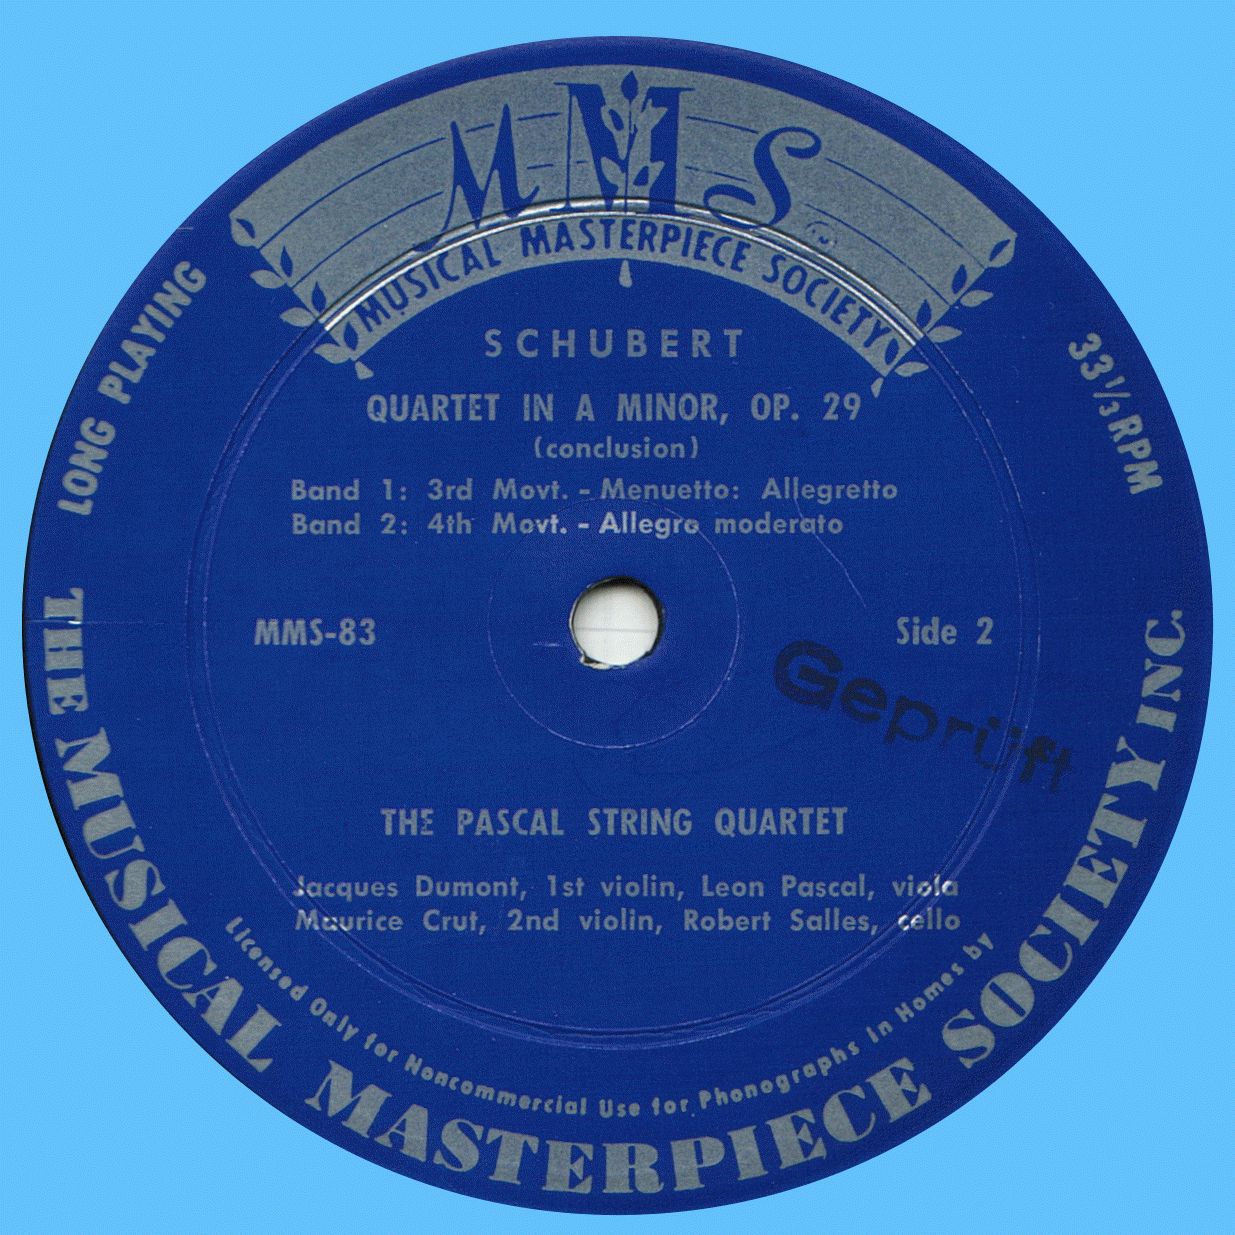 MMS
MUSICAL MASTERPIECE SOCIETY
LONG PLAYING
33 1/3 RPM
SCHUBERT
QUARTET IN A MINOR, OP. 29
(conclusion)
Band 1: 3rd Movt. - Menuetto: Allegretto
Band 2: 4th Movt. - Allegro moderato
MMS-83
Side 2
Geprüft
THE PASCAL STRING QUARTET
Jacques Dumont, 1st violin, Leon Pascal, viola
Maurice Crut, 2nd violin, Robert Salles, cello
Licensed Only for Noncommercial Use for Phonographs in Homes by
THE MUSICAL MASTERPIECE SOCIETY INC.